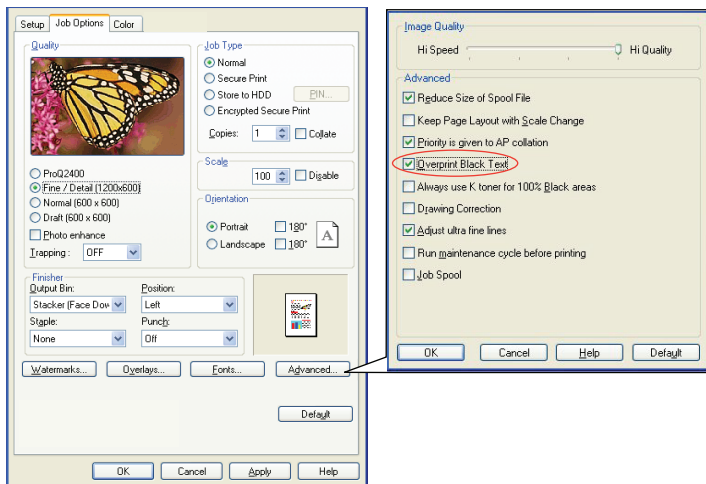 Setup Job Options Color
Quality
ProQ2400
Fine / Detail (1200x600)
Normal (600 x 600)
Draft (600 x 600)
Photo enhance
Trapping : OFF
Job Type
Normal
Secure Print
Store to HDD PIN...
Encrypted Secure Print
Copies: 1 Collate
Scale
100 Disable
Orientation
Portrait 180°
Landscape 180°
A
Finisher
Output Bin: Position:
Stacker (Face Dow Left
Staple: Punch:
None Off
Watermarks... Overlays... Fonts... Advanced...
Default
OK Cancel Apply Help
Image Quality
Hi Speed Hi Quality
Advanced
Reduce Size of Spool File
Keep Page Layout with Scale Change
Priority is given to AP collation
Overprint Black Text
Always use K toner for 100% Black areas
Drawing Correction
Adjust ultra fine lines
Run maintenance cycle before printing
Job Spool
OK Cancel Help Default